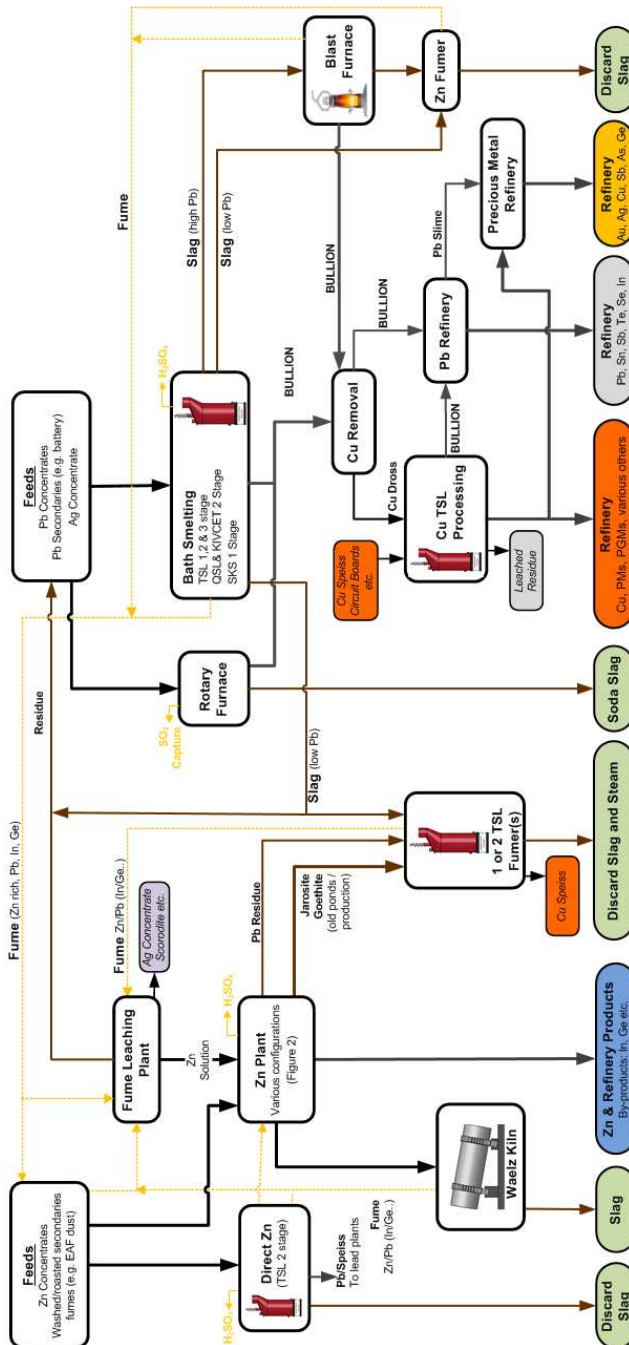 Feeds
Zn Concentrates
Washed/roasted secondaries
fumes (e.g. EAF dust)
Fume (Zn rich, Pb, In, Ge)
Residue
Feeds
Pb Concentrates
Pb Secondaries (e.g. battery)
Ag Concentrate
Fume
Fume Leaching
Plant
Ag Concentrate
Scorodite etc.
Fume Zn/Pb (In/Ge..)
Zn
Solution
H₂SO₄
Direct Zn
(TSL 2 stage)
Pb/Speiss
To lead plants
Fume
Zn/Pb (In/Ge..)
H₂SO₄
Zn Plant
Various configurations
(Figure 2)
Pb Residue
Jarosite
Goethite
(old ponds /
production)
Waelz Kiln
SO₂
Capture
Rotary
Furnace
Slag
(low Pb)
1 or 2 TSL
Fumer(s)
Cu Speiss
H₂SO₄
Bath Smelting
TSL 1,2 & 3 stage
QSL& KIVCET 2 Stage
SKS 1 Stage
Slag (high Pb)
Slag
(low Pb)
BULLION
BULLION
Blast
Furnace
Zn Fumer
Cu Removal
BULLION
Cu Dross
Cu Speiss
Circuit Boards
etc.
Cu TSL
Processing
Leached
Residue
BULLION
Pb Refinery
Pb Slime
Precious Metal
Refinery
Discard
Slag
Slag
Zn & Refinery Products
By-products: In, Ge etc.
Discard Slag and Steam
Soda Slag
Refinery
Cu, PMs, PGMs, various others
Refinery
Pb, Sn, Sb, Te, Se, In
Refinery
Au, Ag, Cu, Sb, As, Ge
Discard
Slag